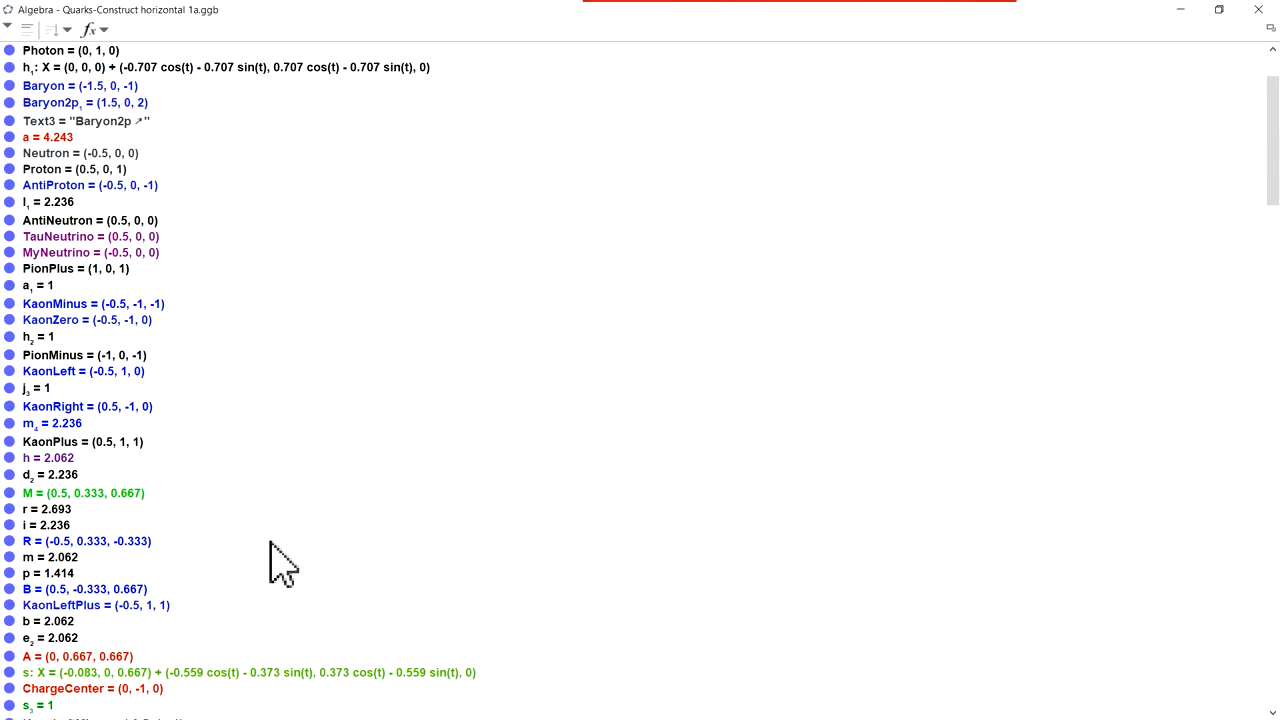 Algebra - Quarks-Construct horizontal 1a.ggb
fx
Photon = (0, 1, 0)
h₁: X = (0, 0, 0) + (-0.707 cos(t) - 0.707 sin(t), 0.707 cos(t) - 0.707 sin(t), 0)
Baryon = (-1.5, 0, -1)
Baryon2p₁ = (1.5, 0, 2)
Text3 = "Baryon2p ↗"
a = 4.243
Neutron = (-0.5, 0, 0)
Proton = (0.5, 0, 1)
AntiProton = (-0.5, 0, -1)
l₁ = 2.236
AntiNeutron = (0.5, 0, 0)
TauNeutrino = (0.5, 0, 0)
MyNeutrino = (-0.5, 0, 0)
PionPlus = (1, 0, 1)
a₁ = 1
KaonMinus = (-0.5, -1, -1)
KaonZero = (-0.5, -1, 0)
h₂ = 1
PionMinus = (-1, 0, -1)
KaonLeft = (-0.5, 1, 0)
j₃ = 1
KaonRight = (0.5, -1, 0)
m₄ = 2.236
KaonPlus = (0.5, 1, 1)
h = 2.062
d₂ = 2.236
M = (0.5, 0.333, 0.667)
r = 2.693
i = 2.236
R = (-0.5, 0.333, -0.333)
m = 2.062
p = 1.414
B = (0.5, -0.333, 0.667)
KaonLeftPlus = (-0.5, 1, 1)
b = 2.062
e₂ = 2.062
A = (0, 0.667, 0.667)
s: X = (-0.083, 0, 0.667) + (-0.559 cos(t) - 0.373 sin(t), 0.373 cos(t) - 0.559 sin(t), 0)
ChargeCenter = (0, -1, 0)
s₃ = 1